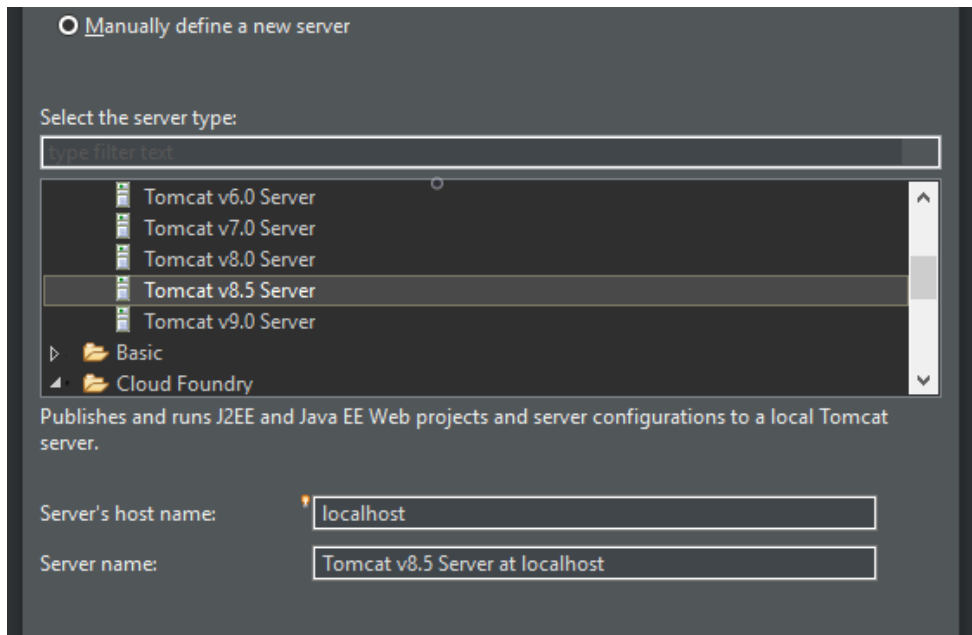 Manually define a new server
Select the server type:
type filter text
Tomcat v6.0 Server
Tomcat v7.0 Server
Tomcat v8.0 Server
Tomcat v8.5 Server
Tomcat v9.0 Server
Basic
Cloud Foundry
Publishes and runs J2EE and Java EE Web projects and server configurations to a local Tomcat
server.
Server's host name: localhost
Server name: Tomcat v8.5 Server at localhost